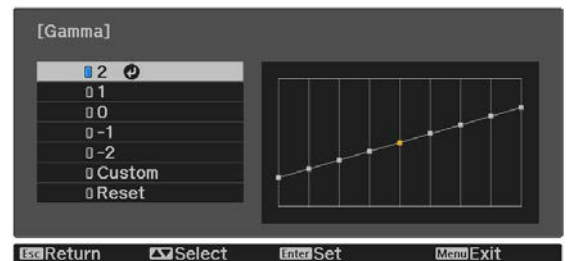 [Gamma]
2
1
0
-1
-2
Custom
Reset
Esc Return Select Enter Set Menu Exit